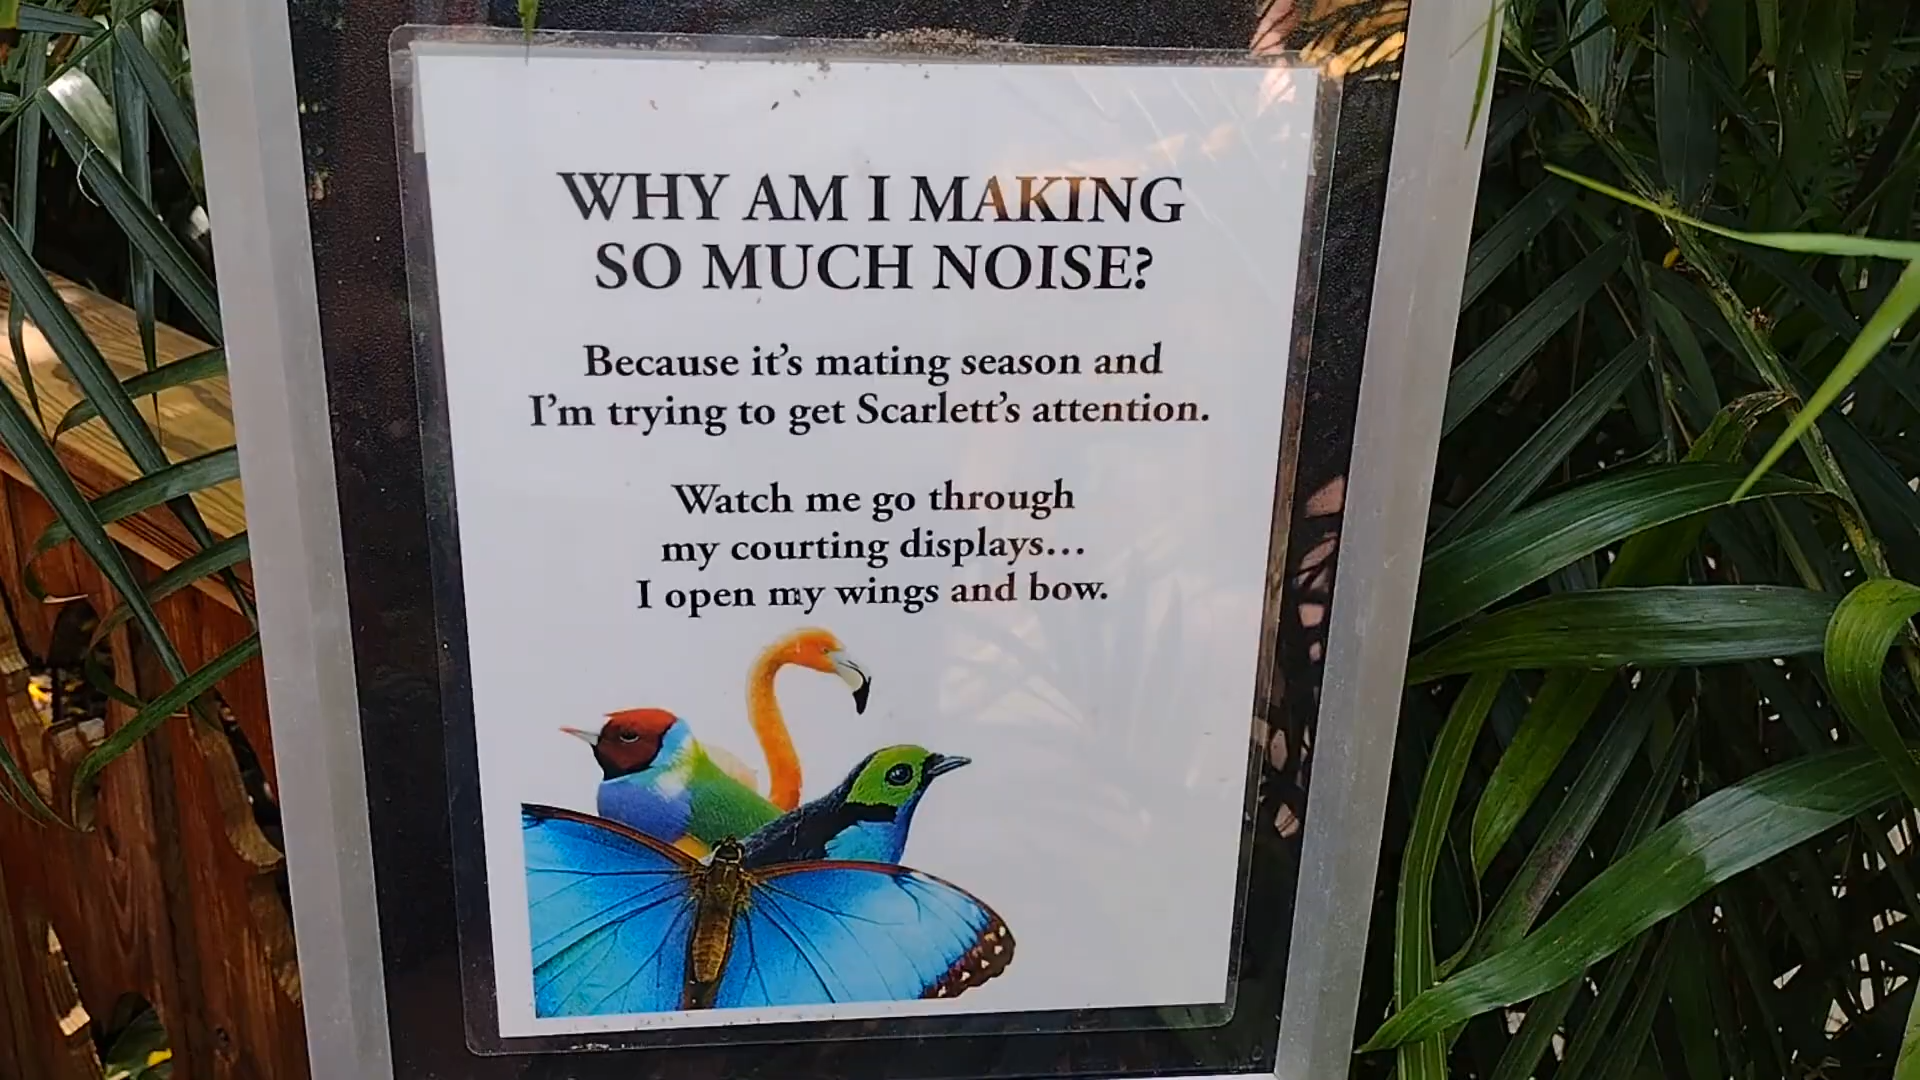 WHY AM I MAKING
SO MUCH NOISE?
Because it's mating season and
I'm trying to get Scarlett's attention.
Watch me go through
my courting displays...
I open my wings and bow.